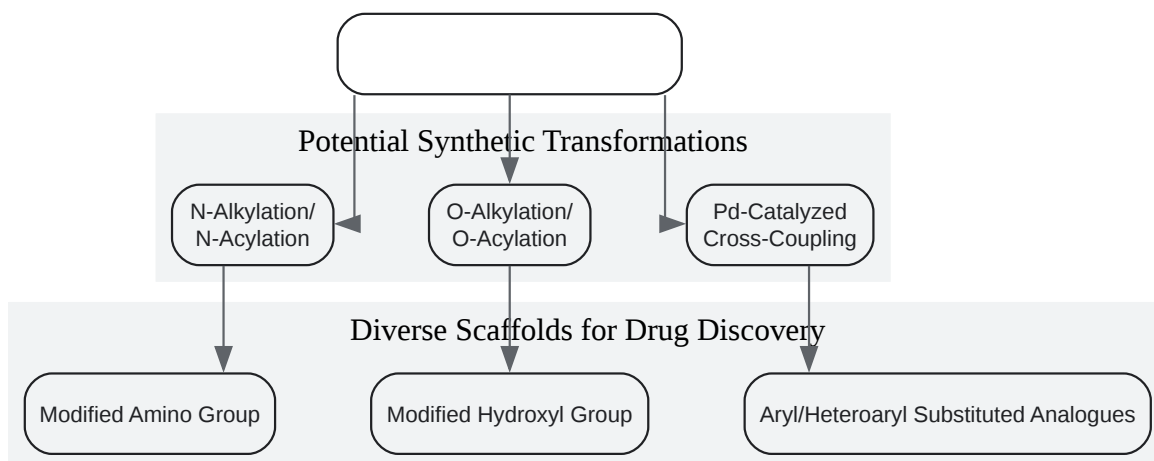 Potential Synthetic Transformations
N-Alkylation/
N-Acylation
O-Alkylation/
O-Acylation
Pd-Catalyzed
Cross-Coupling
Diverse Scaffolds for Drug Discovery
Modified Amino Group
Modified Hydroxyl Group
Aryl/Heteroaryl Substituted Analogues